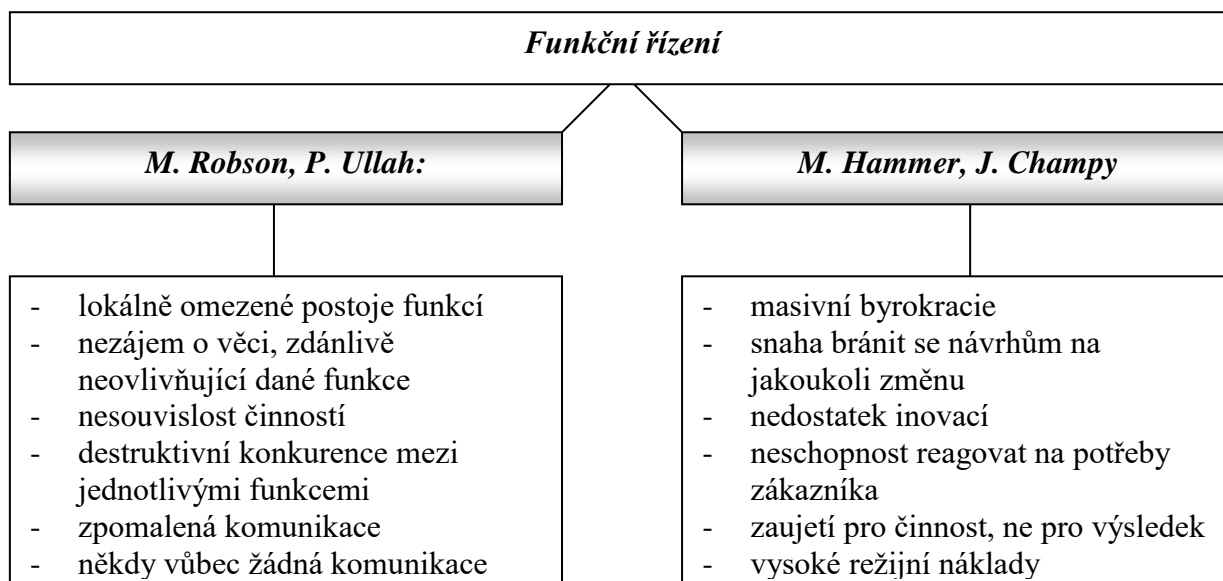 Funkční řízení
M. Robson, P. Ullah:
- lokálně omezené postoje funkcí
- nezájem o věci, zdánlivě
neovlivňující dané funkce
- nesouvislost činností
- destruktivní konkurence mezi
jednotlivými funkcemi
- zpomalená komunikace
- někdy vůbec žádná komunikace
M. Hammer, J. Champy
- masivní byrokracie
- snaha bránit se návrhům na
jakoukoli změnu
- nedostatek inovací
- neschopnost reagovat na potřeby
zákazníka
- zaujetí pro činnost, ne pro výsledek
- vysoké režijní náklady